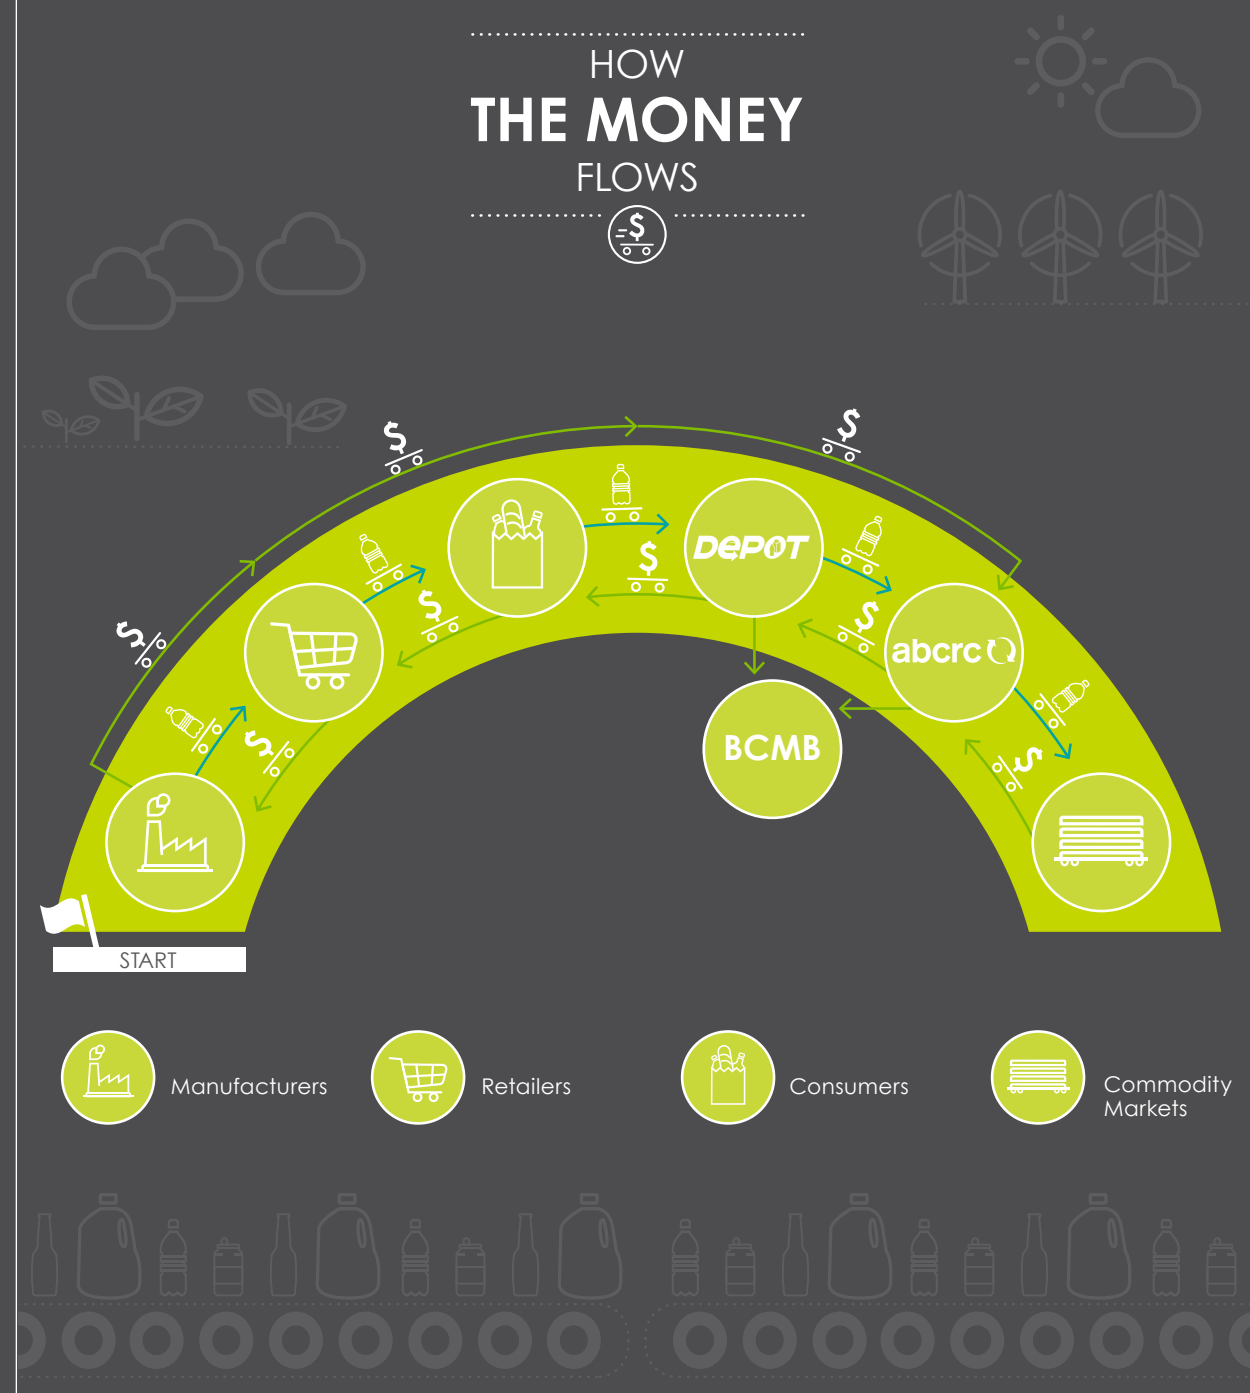 HOW
THE MONEY
FLOWS
$
$
$
$
DEPOT
$
$
abcrc
$
$
BCMB
$
$
START
Manufacturers
Retailers
Consumers
Commodity
Markets